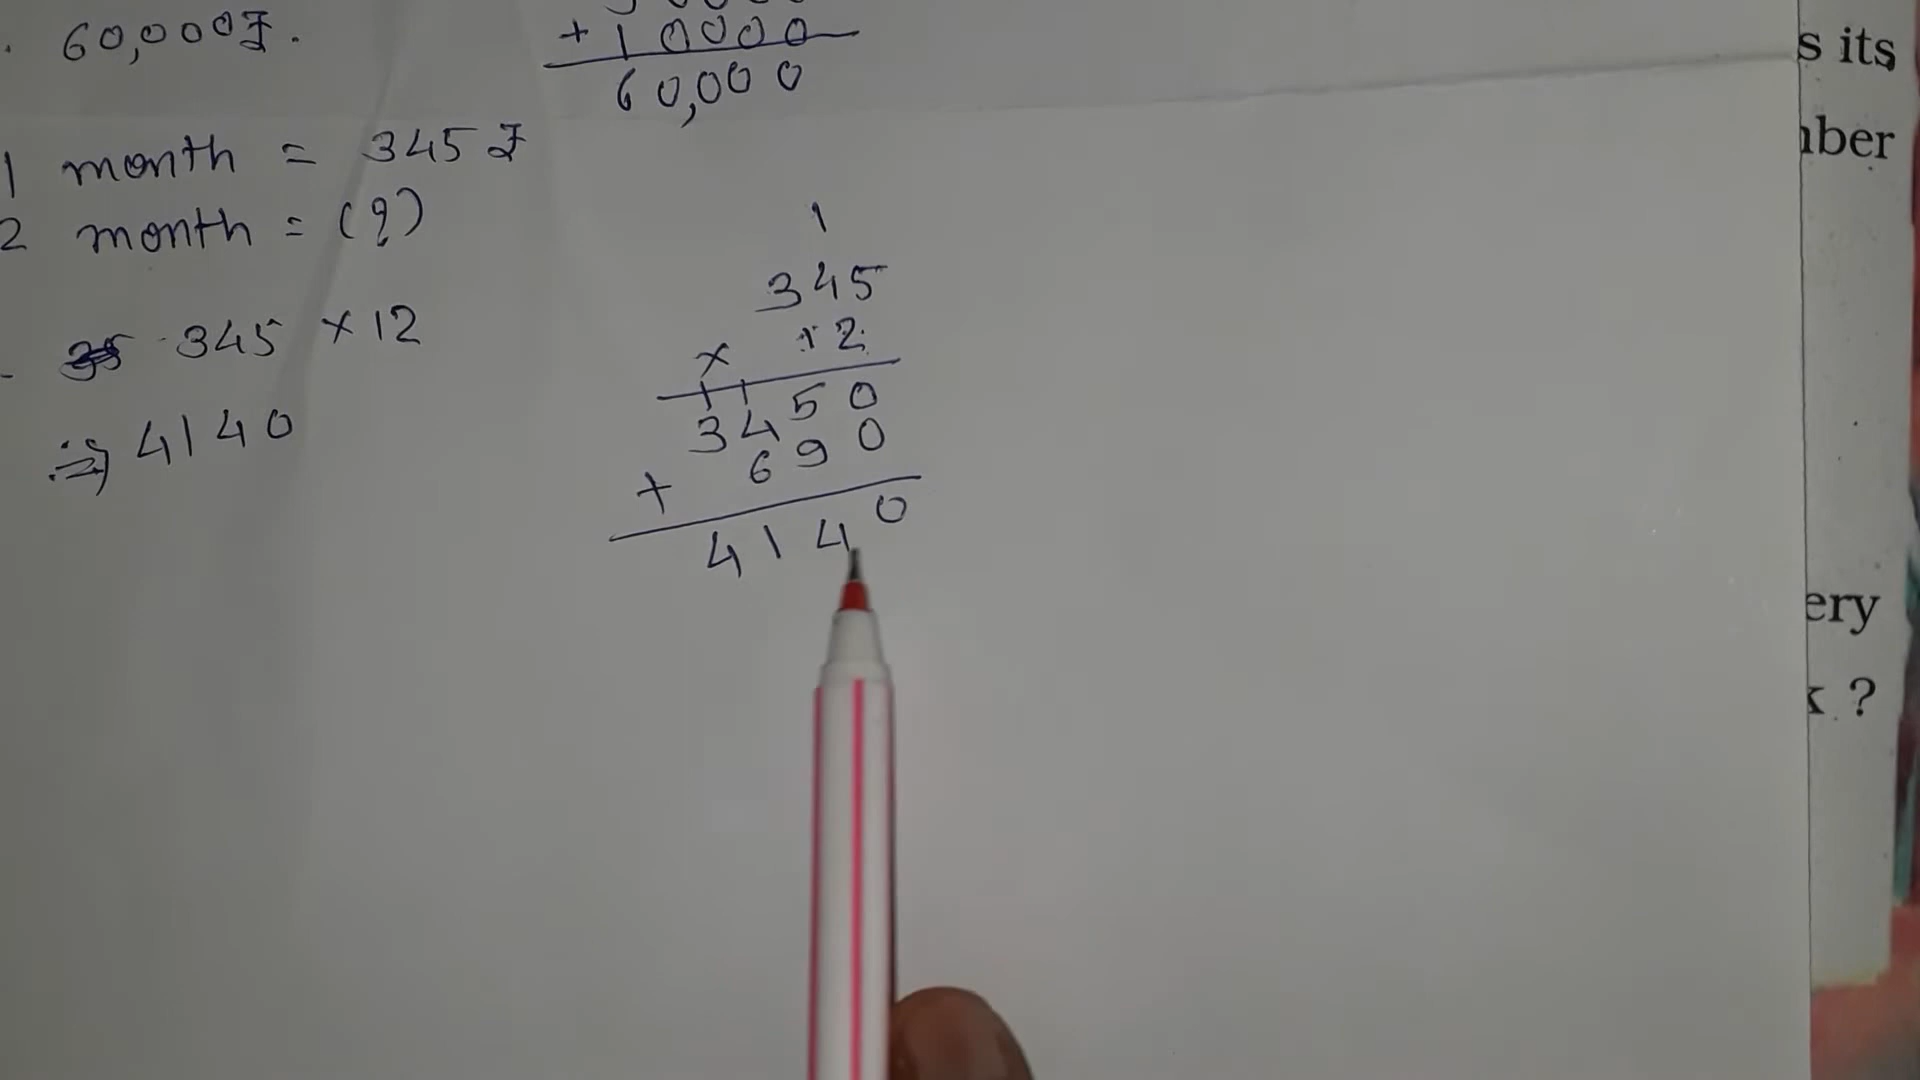 . 60,000₹.
+ 10000
60,000
1 month = 345 ₹
2 month = (?)
345 × 12
⇒ 4140
1
345
× 12
11
3450
+ 690
4140
s its
ber
ery
?